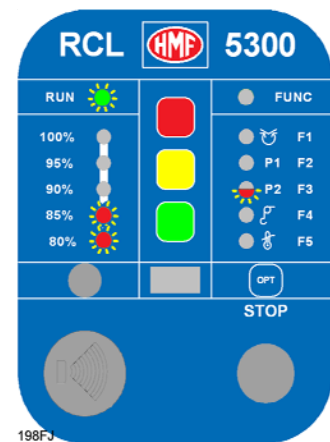 RCL HMF 5300
RUN FUNC
100% F1
95% P1 F2
90% P2 F3
85% F4
80% F5
OPT
STOP
198FJ